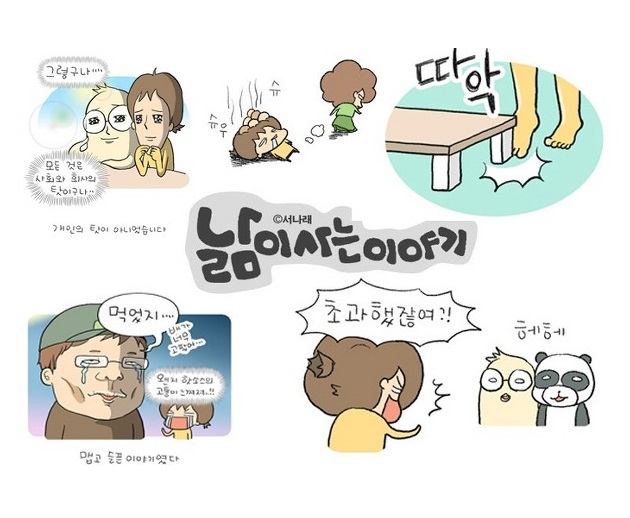 그렇구나....
모든 것은
사회와 회사의
탓이구나..
개인의 탓이 아니었습니다
슈우
슈
따악
©서나래
낢이사는이야기
먹었지....
배가
너무
고팠어...
왠지 핫소스의
고통이 느껴져..!!
맵고 슬픈 이야기였다
초과했잖여?!
헤헤